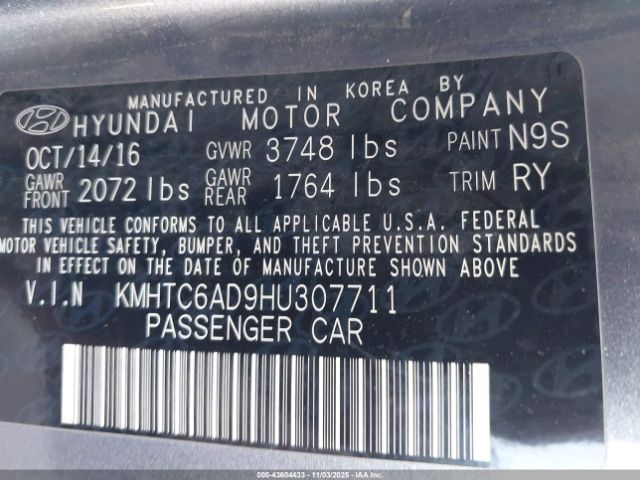 MANUFACTURED IN KOREA BY
HYUNDAI MOTOR COMPANY
OCT/14/16 GVWR 3748 lbs PAINT N9S
GAWR FRONT 2072 lbs GAWR REAR 1764 lbs TRIM RY
THIS VEHICLE CONFORMS TO ALL APPLICABLE U.S.A. FEDERAL
MOTOR VEHICLE SAFETY, BUMPER, AND THEFT PREVENTION STANDARDS
IN EFFECT ON THE DATE OF MANUFACTURE SHOWN ABOVE.
V.I.N KMHTC6AD9HU307711
PASSENGER CAR
000-43604433 - 11/03/2025 - IAAI.COM